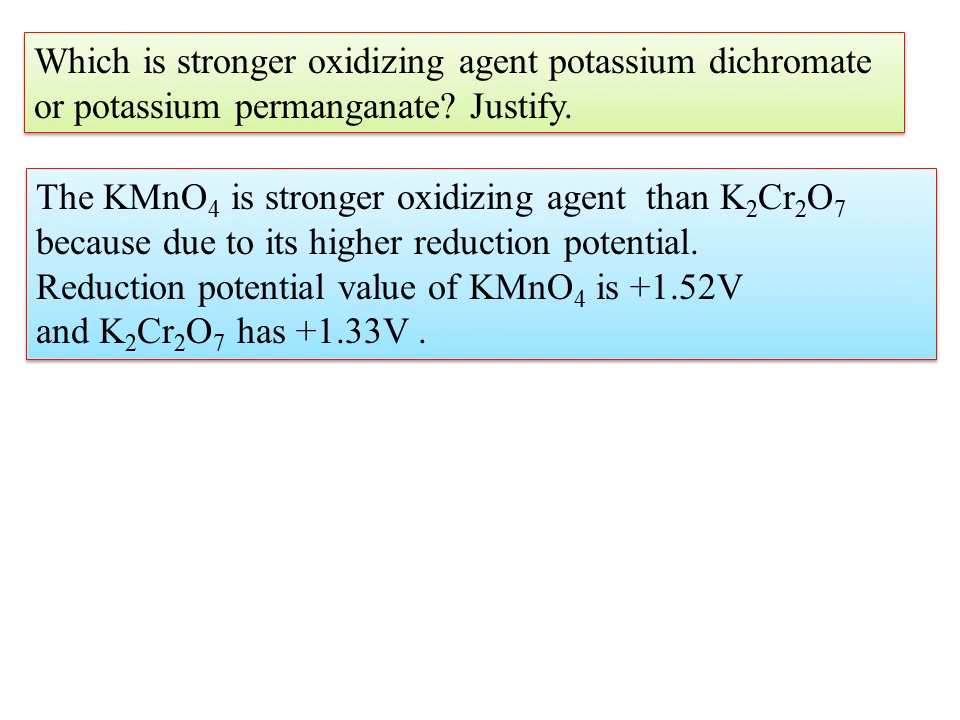 Which is stronger oxidizing agent potassium dichromate
or potassium permanganate? Justify.
The KMnO₄ is stronger oxidizing agent than K₂Cr₂O₇
because due to its higher reduction potential.
Reduction potential value of KMnO₄ is +1.52V
and K₂Cr₂O₇ has +1.33V .